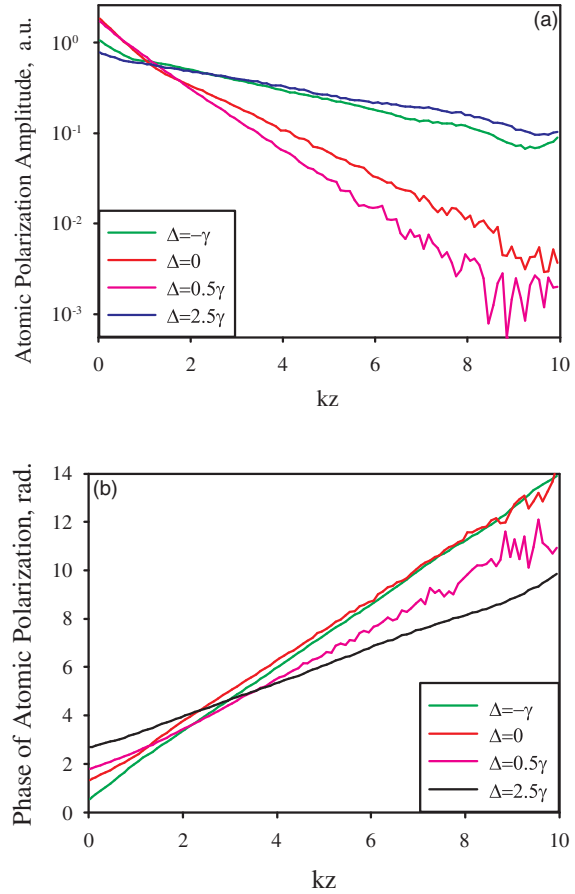 (a)
Atomic Polarization Amplitude, a.u.
10⁰
10⁻¹
10⁻²
10⁻³
Δ=−γ
Δ=0
Δ=0.5γ
Δ=2.5γ
0 2 4 6 8 10
kz
(b)
Phase of Atomic Polarization, rad.
14
12
10
8
6
4
2
0
Δ=−γ
Δ=0
Δ=0.5γ
Δ=2.5γ
0 2 4 6 8 10
kz